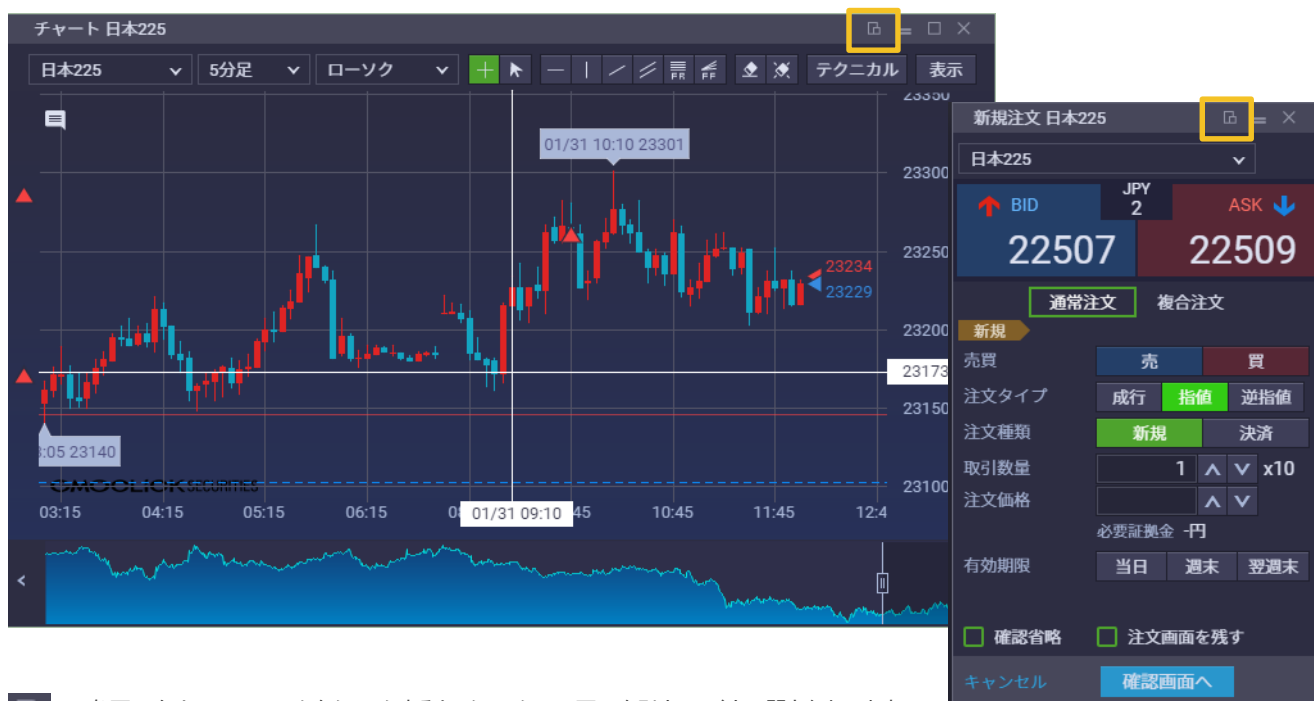 チャート 日本225
日本225 5分足 ローソク FR FF テクニカル 表示
23350
01/31 10:10 23301
23300
23250
23234
23229
23200
23173
23150
:05 23140
SECURITIES
23100
03:15 04:15 05:15 06:15 01/31 09:10 45 10:45 11:45 12:4
新規注文 日本225
日本225
BID JPY 2 ASK
22507 22509
通常注文 複合注文
新規
売買 売 買
注文タイプ 成行 指値 逆指値
注文種類 新規 決済
取引数量 1 x10
注文価格
必要証拠金 -円
有効期限 当日 週末 翌週末
確認省略 注文画面を残す
キャンセル 確認画面へ